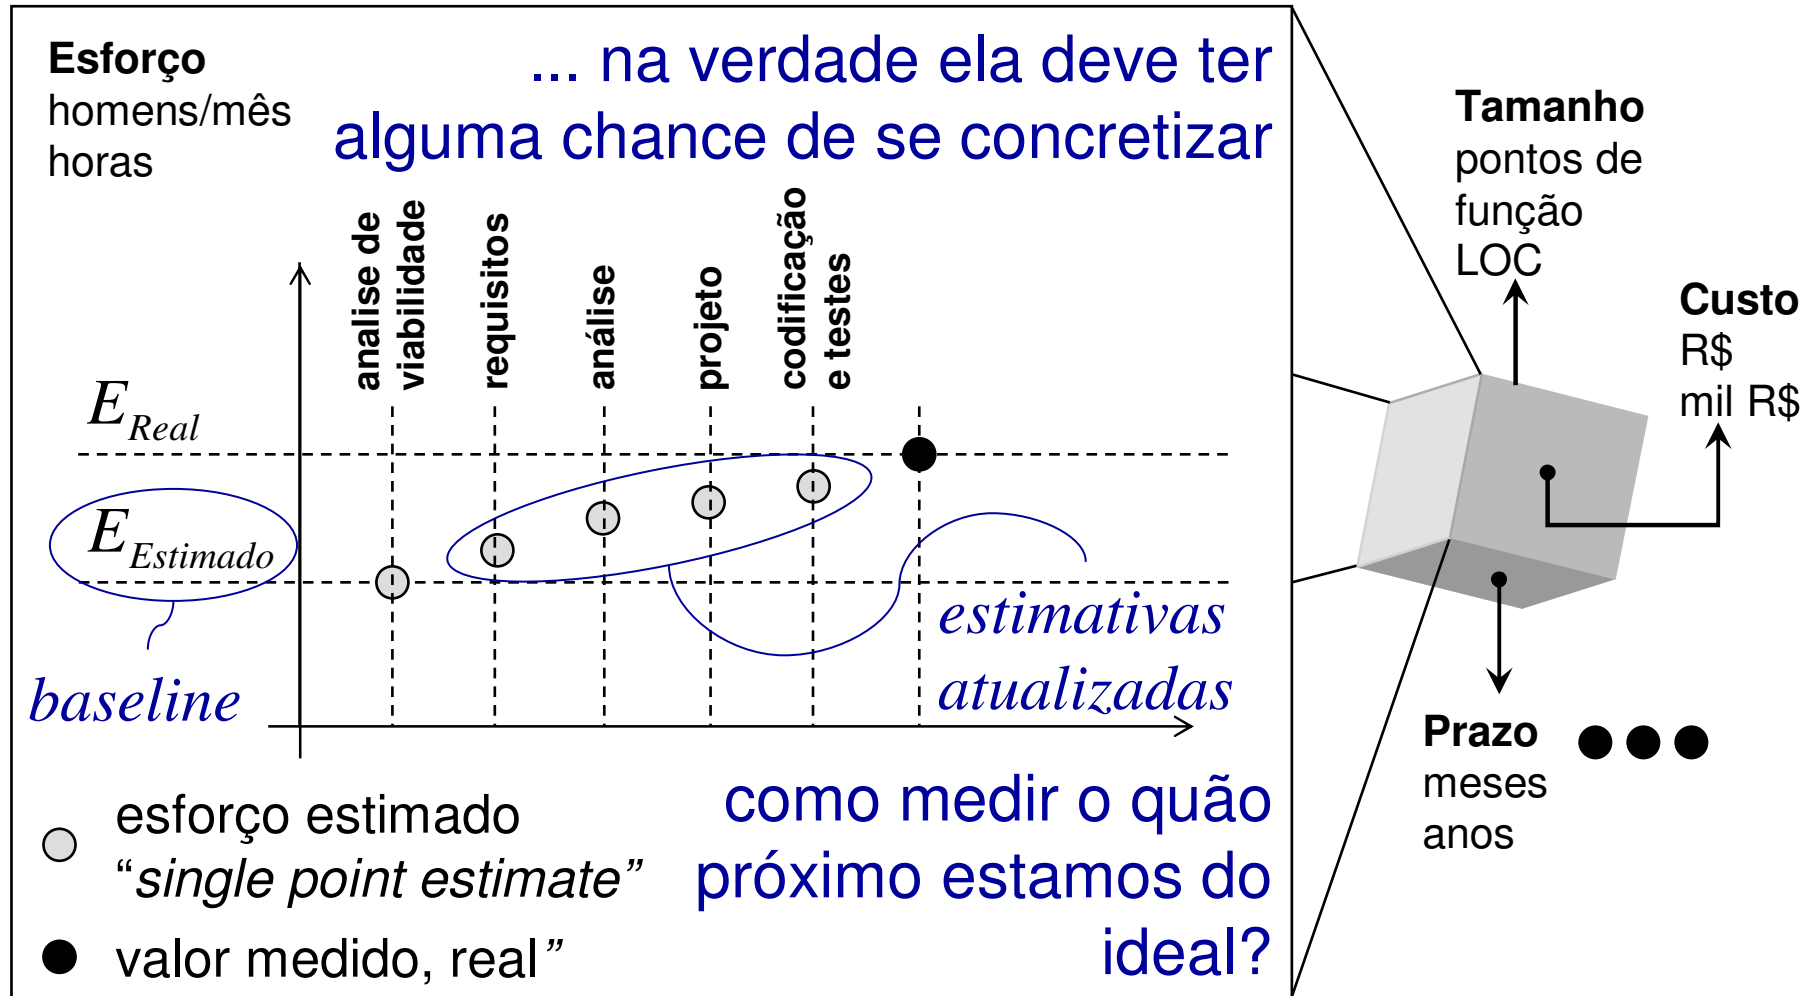 Esforço
homens/mês
horas
... na verdade ela deve ter
alguma chance de se concretizar
analise de
viabilidade
requisitos
análise
projeto
codificação
e testes
E Real
E Estimado
baseline
estimativas
atualizadas
esforço estimado
“single point estimate”
valor medido, real”
como medir o quão
próximo estamos do
ideal?
Tamanho
pontos de
função
LOC
Custo
R$
mil R$
Prazo
meses
anos